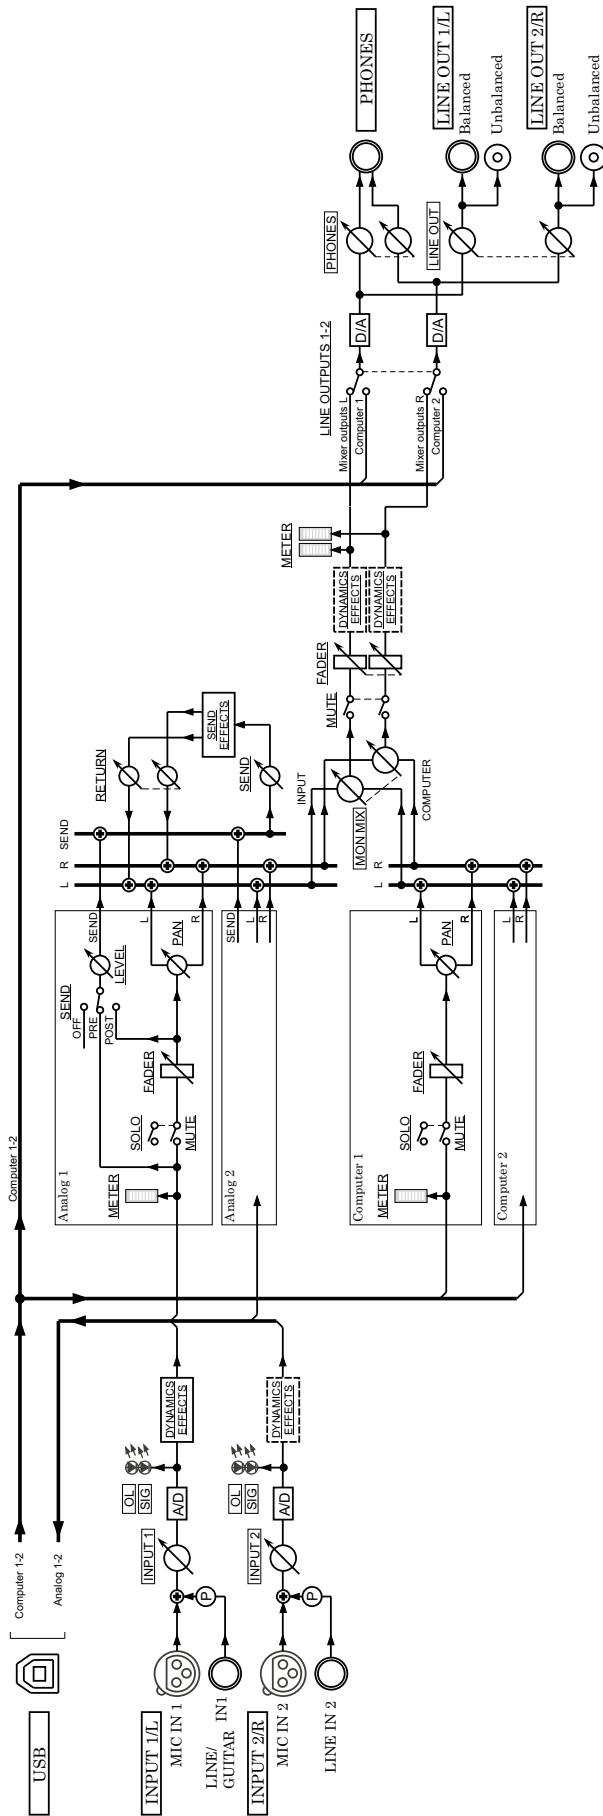 USB
Computer 1-2
Analog 1-2
Computer 1-2
INPUT 1/L
MIC IN 1
LINE/
GUITAR
IN1
P
INPUT 1
A/D
OL
SIG
DYNAMICS
EFFECTS
INPUT 2/R
MIC IN 2
LINE IN 2
P
INPUT 2
A/D
OL
SIG
DYNAMICS
EFFECTS
Analog 1
METER
SOLO
MUTE
FADER
SEND
OFF
PRE
POST
LEVEL
PAN
SEND
L
R
Analog 2
SEND
L
R
Computer 1
METER
SOLO
MUTE
FADER
PAN
L
R
Computer 2
L
R
L
R
SEND
L
R
RETURN
SEND
SEND
EFFECTS
INPUT
MON MIX
COMPUTER
MUTE
FADER
DYNAMICS
EFFECTS
DYNAMICS
EFFECTS
METER
LINE OUTPUTS 1-2
Mixer outputs L
Computer 1
Mixer outputs R
Computer 2
D/A
D/A
PHONES
LINE OUT
PHONES
LINE OUT 1/L
Balanced
Unbalanced
LINE OUT 2/R
Balanced
Unbalanced